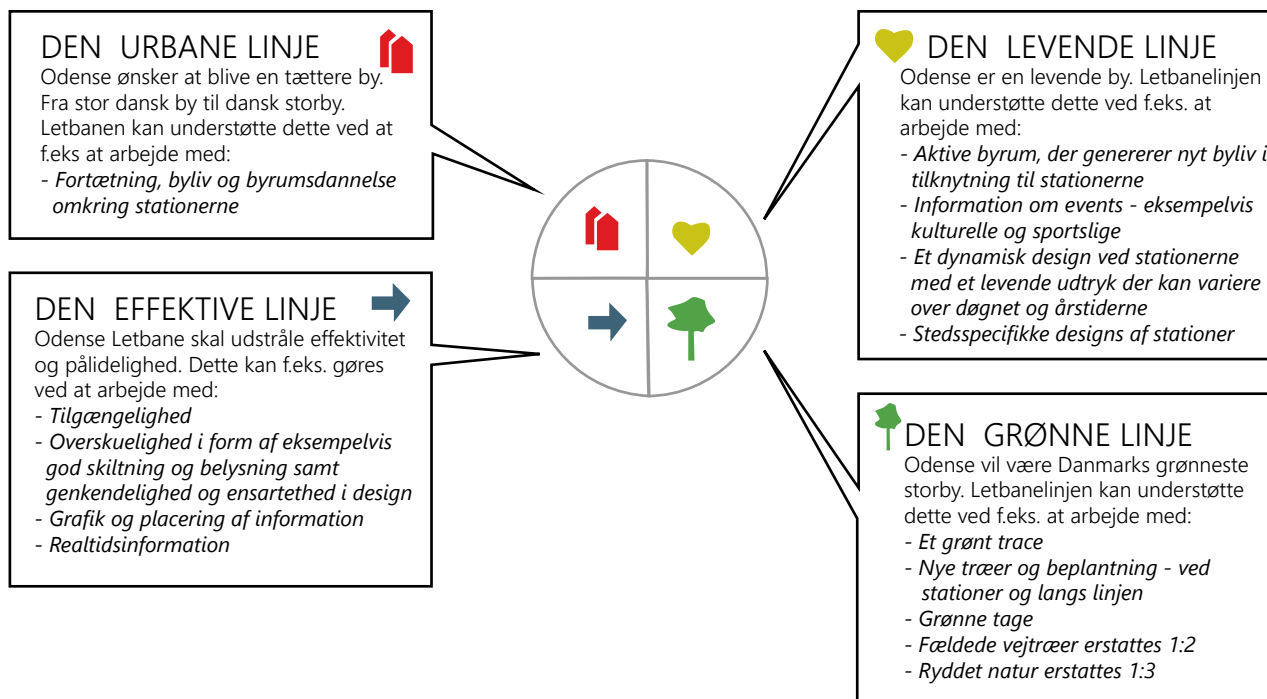 DEN URBANE LINJE
Odense ønsker at blive en tættere by.
Fra stor dansk by til dansk storby.
Letbanen kan understøtte dette ved at
f.eks at arbejde med:
- Fortætning, byliv og byrumsdannelse
omkring stationerne
DEN EFFEKTIVE LINJE
Odense Letbane skal udstråle effektivitet
og pålidelighed. Dette kan f.eks. gøres
ved at arbejde med:
- Tilgængelighed
- Overskuelighed i form af eksempelvis
god skiltning og belysning samt
genkendelighed og ensartethed i design
- Grafik og placering af information
- Realtidsinformation
DEN LEVENDE LINJE
Odense er en levende by. Letbanelinjen
kan understøtte dette ved f.eks. at
arbejde med:
- Aktive byrum, der genererer nyt byliv i
tilknytning til stationerne
- Information om events - eksempelvis
kulturelle og sportslige
- Et dynamisk design ved stationerne
med et levende udtryk der kan variere
over døgnet og årstiderne
- Stedsspecifikke designs af stationer
DEN GRØNNE LINJE
Odense vil være Danmarks grønneste
storby. Letbanelinjen kan understøtte
dette ved f.eks. at arbejde med:
- Et grønt trace
- Nye træer og beplantning - ved
stationer og langs linjen
- Grønne tage
- Fældede vejtræer erstattes 1:2
- Ryddet natur erstattes 1:3